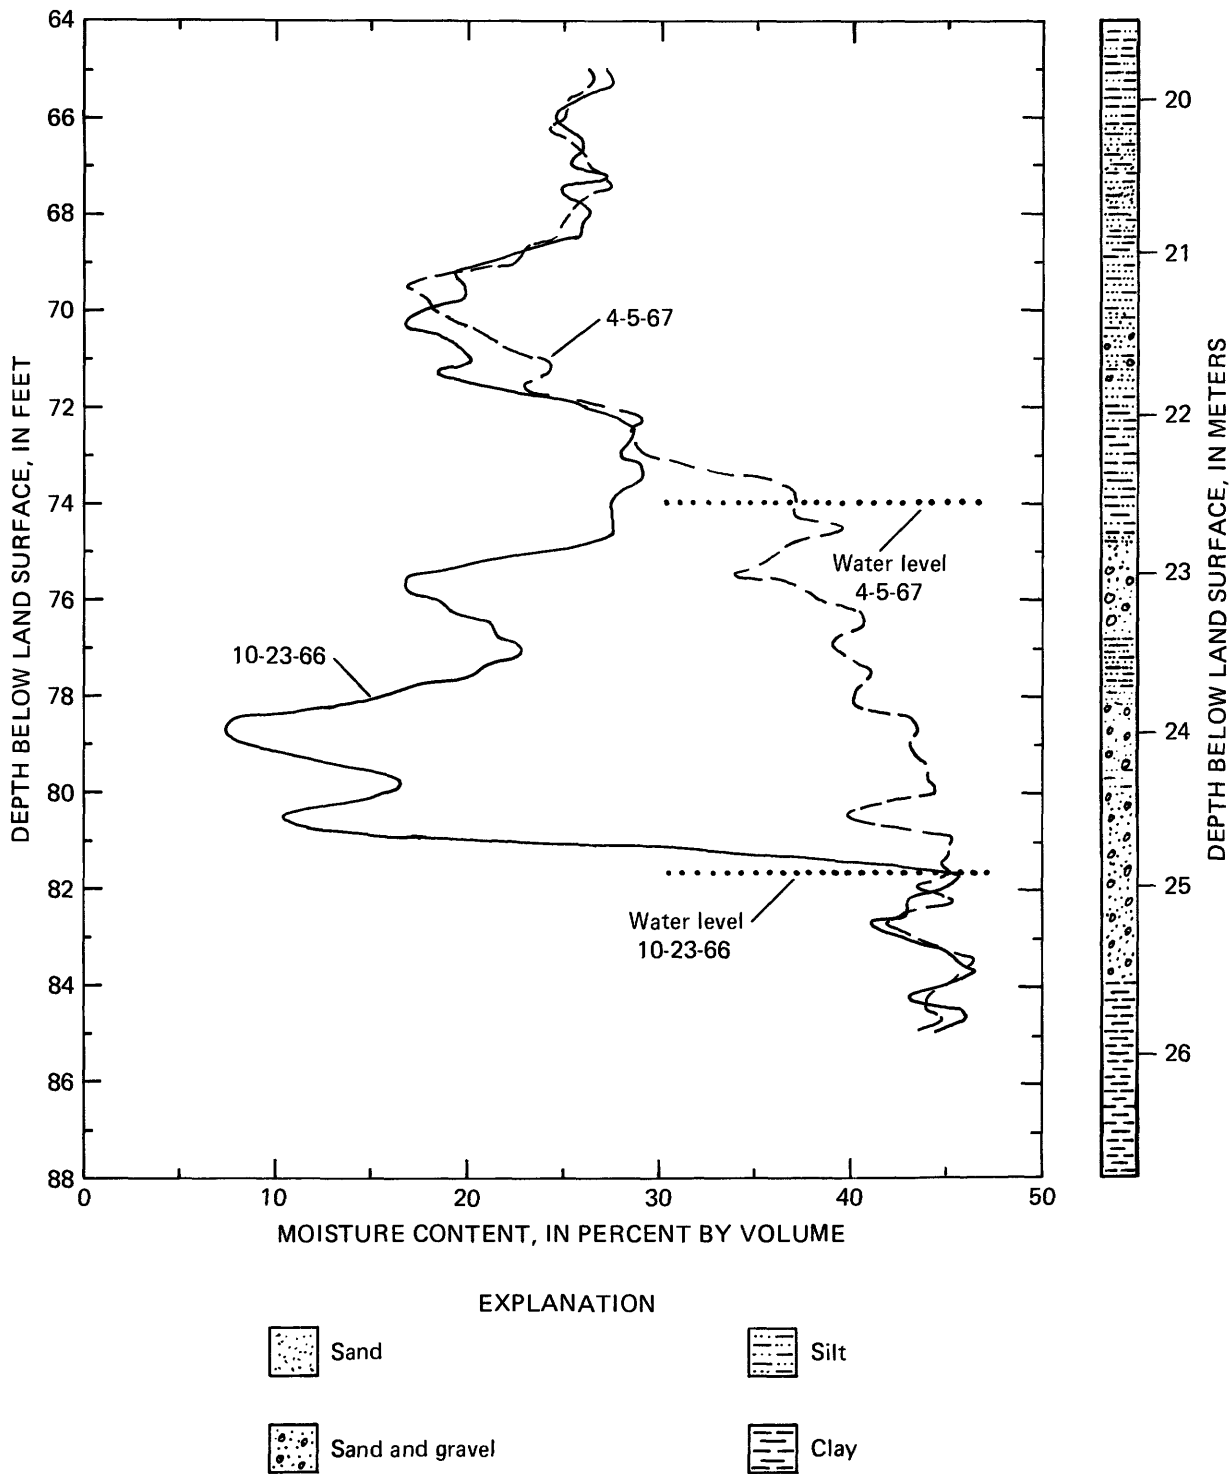 DEPTH BELOW LAND SURFACE, IN FEET
64
66
68
70
72
74
76
78
80
82
84
86
88
0 10 20 30 40 50
MOISTURE CONTENT, IN PERCENT BY VOLUME
4-5-67
Water level
4-5-67
10-23-66
Water level
10-23-66
20
21
22
23
24
25
26
DEPTH BELOW LAND SURFACE, IN METERS
EXPLANATION
Sand
Silt
Sand and gravel
Clay